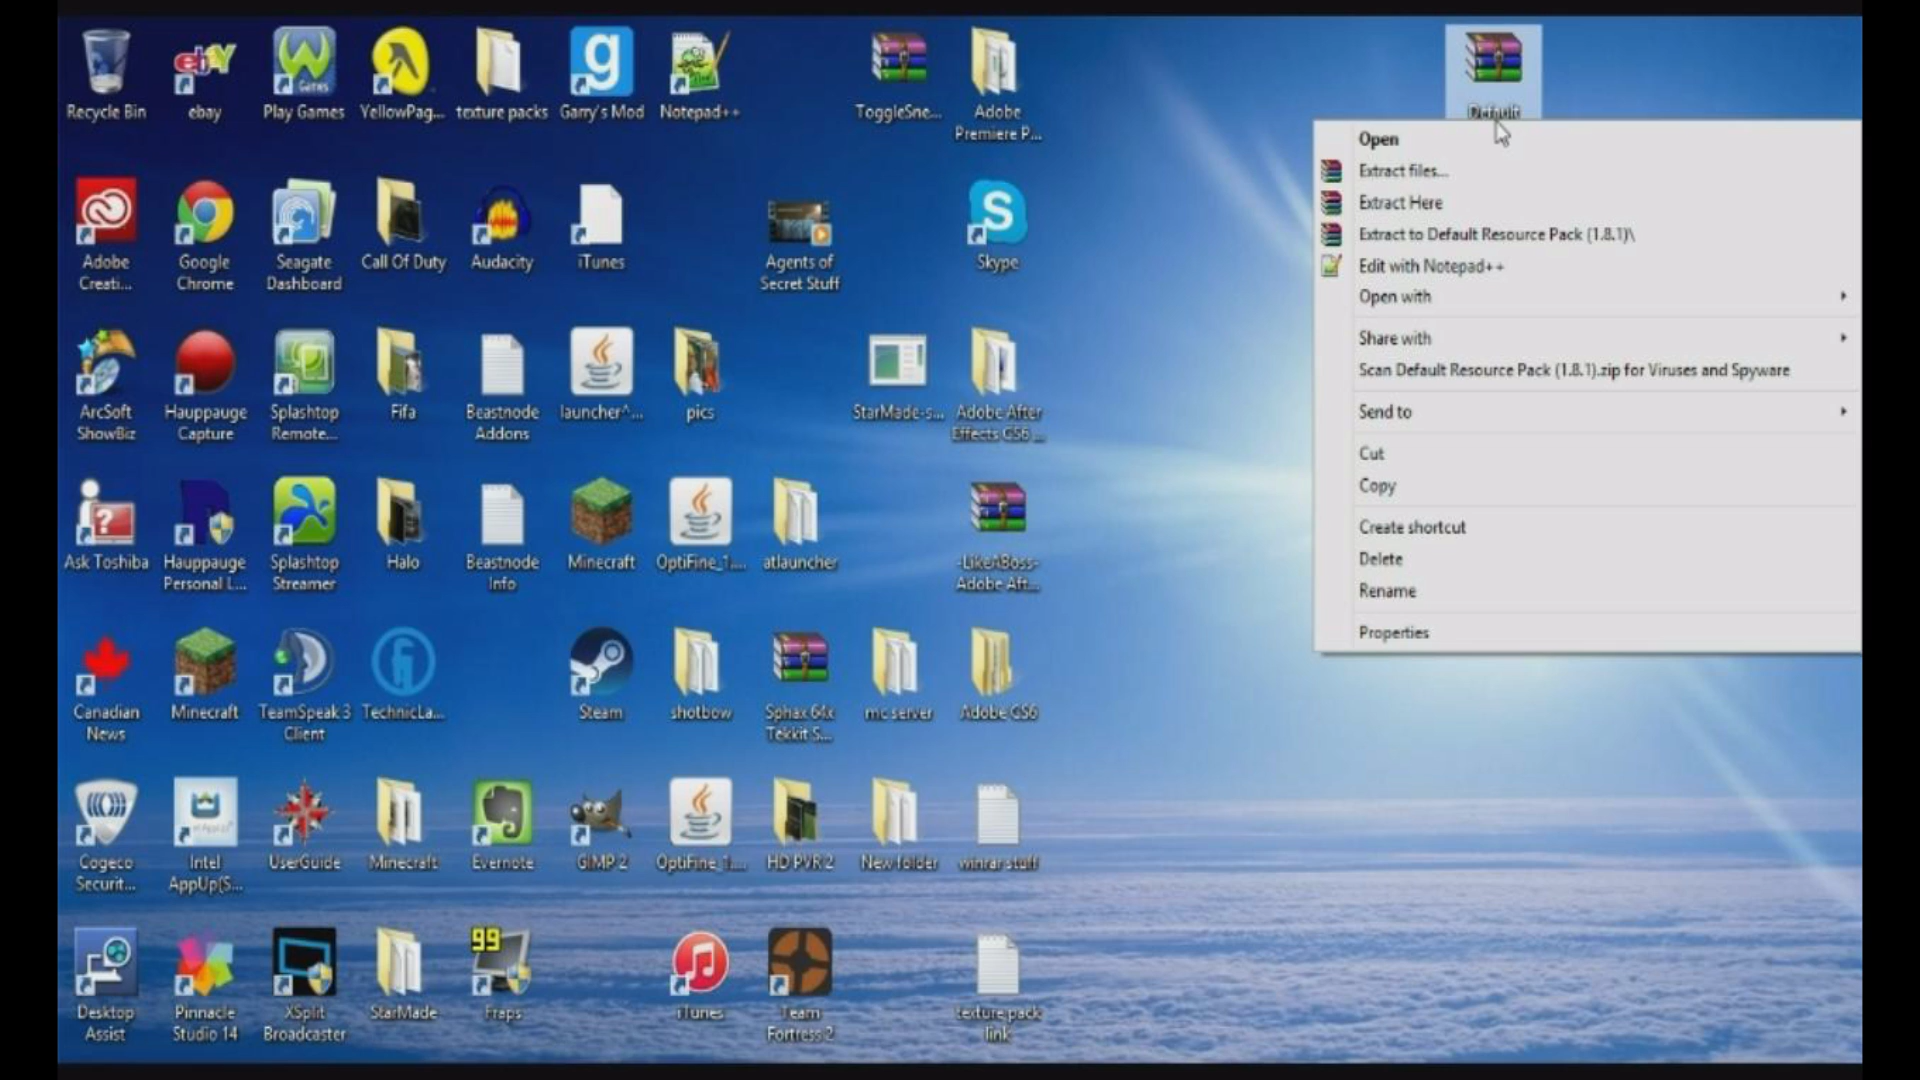 Recycle Bin
ebay
Play Games
YellowPag...
texture packs
Garry's Mod
Notepad++
ToggleSne...
Adobe
Premiere P...
Default
Open
Extract files...
Extract Here
Extract to Default Resource Pack (1.8.1)\
Edit with Notepad++
Open with
Share with
Scan Default Resource Pack (1.8.1).zip for Viruses and Spyware
Send to
Cut
Copy
Create shortcut
Delete
Rename
Properties
Adobe
Creati...
Google
Chrome
Seagate
Dashboard
Call Of Duty
Audacity
iTunes
Agents of
Secret Stuff
Skype
ArcSoft
ShowBiz
Hauppauge
Capture
Splashtop
Remote...
Fifa
Beastnode
Addons
launcher^...
pics
StarMade-s...
Adobe After
Effects CS6 ...
Ask Toshiba
Hauppauge
Personal L...
Splashtop
Streamer
Halo
Beastnode
Info
Minecraft
OptiFine_1....
atlauncher
-LikeABoss-
Adobe Aft...
Canadian
News
Minecraft
TeamSpeak 3
Client
TechnicLa...
Steam
shotbow
Sphax 64x
Tekkit S...
mc server
Adobe CS6
Cogeco
Securit...
Intel
AppUp(S...
UserGuide
Minecraft
Evernote
GIMP 2
OptiFine_1....
HD PVR 2
New folder
winrar stuff
Desktop
Assist
Pinnacle
Studio 14
XSplit
Broadcaster
StarMade
99
Fraps
iTunes
Team
Fortress 2
texture pack
link